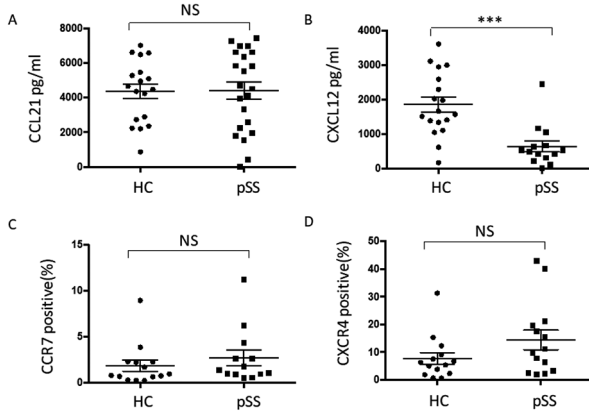 A
NS
CCL21 pg/ml
8000
6000
4000
2000
0
HC
pSS
B
***
CXCL12 pg/ml
4000
3000
2000
1000
0
HC
pSS
C
NS
CCR7 positive(%)
15
10
5
0
HC
pSS
D
NS
CXCR4 positive(%)
50
40
30
20
10
0
HC
pSS